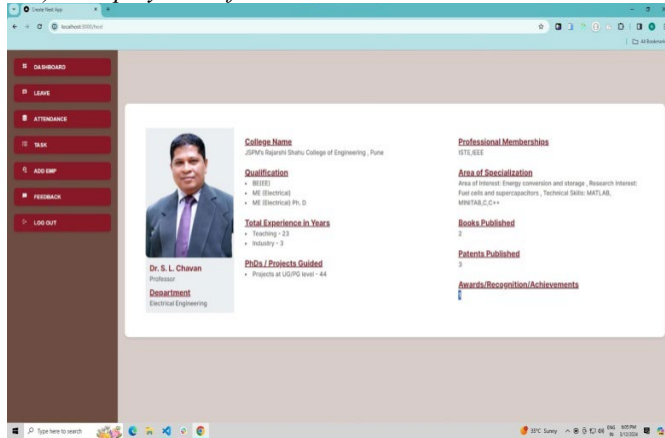 Create Next App
localhost:3000/hod
All Bookmarks
DASHBOARD
LEAVE
ATTENDANCE
TASK
ADD EMP
FEEDBACK
LOG OUT
Dr. S. L. Chavan
Professor
Department
Electrical Engineering
College Name
JSPM's Rajarshi Shahu College of Engineering , Pune
Qualification
• BE(EE)
• ME (Electrical)
• ME (Electrical) Ph. D
Total Experience in Years
• Teaching - 23
• Industry - 3
PhDs / Projects Guided
• Projects at UG/PG level - 44
Professional Memberships
ISTE,IEEE
Area of Specialization
Area of Interest: Energy conversion and storage , Research Interest:
Fuel cells and supercapacitors , Technical Skills: MATLAB,
MINITAB,C,C++
Books Published
2
Patents Published
3
Awards/Recognition/Achievements
Type here to search
35°C Sunny
ENG
IN